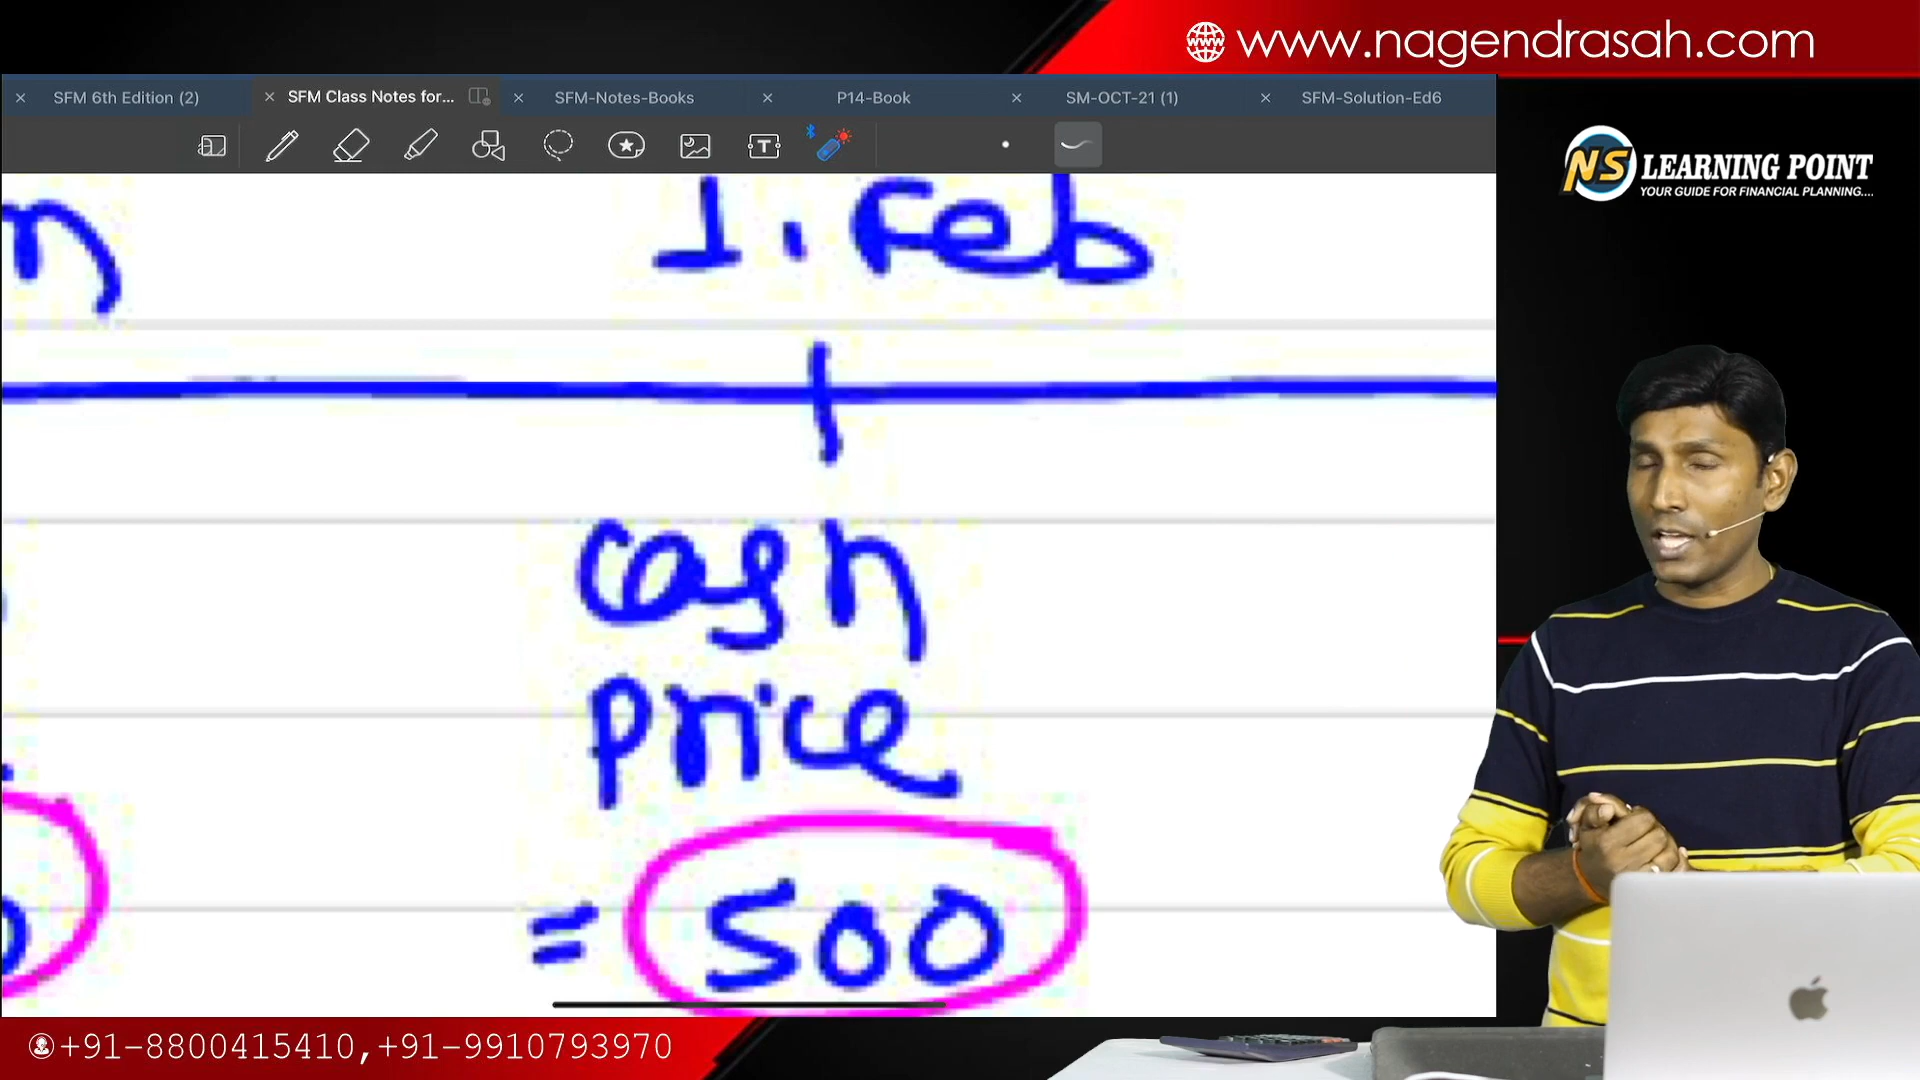 www.nagendrasah.com
SFM 6th Edition (2)
SFM Class Notes for...
SFM-Notes-Books
P14-Book
SM-OCT-21 (1)
SFM-Solution-Ed6
T
NS LEARNING POINT
YOUR GUIDE FOR FINANCIAL PLANNING....
n
1. Feb
cash
price
= 500
+91-8800415410,+91-9910793970